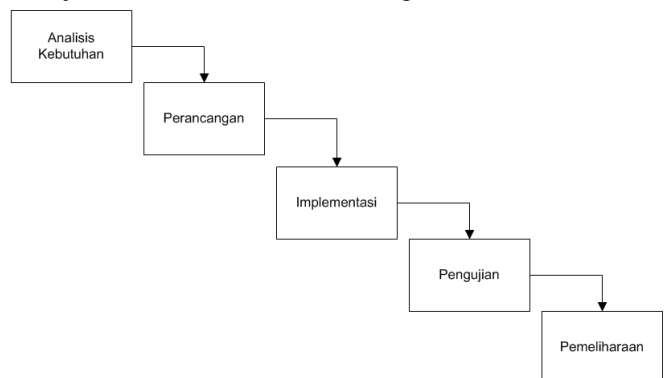 Analisis
Kebutuhan
Perancangan
Implementasi
Pengujian
Pemeliharaan